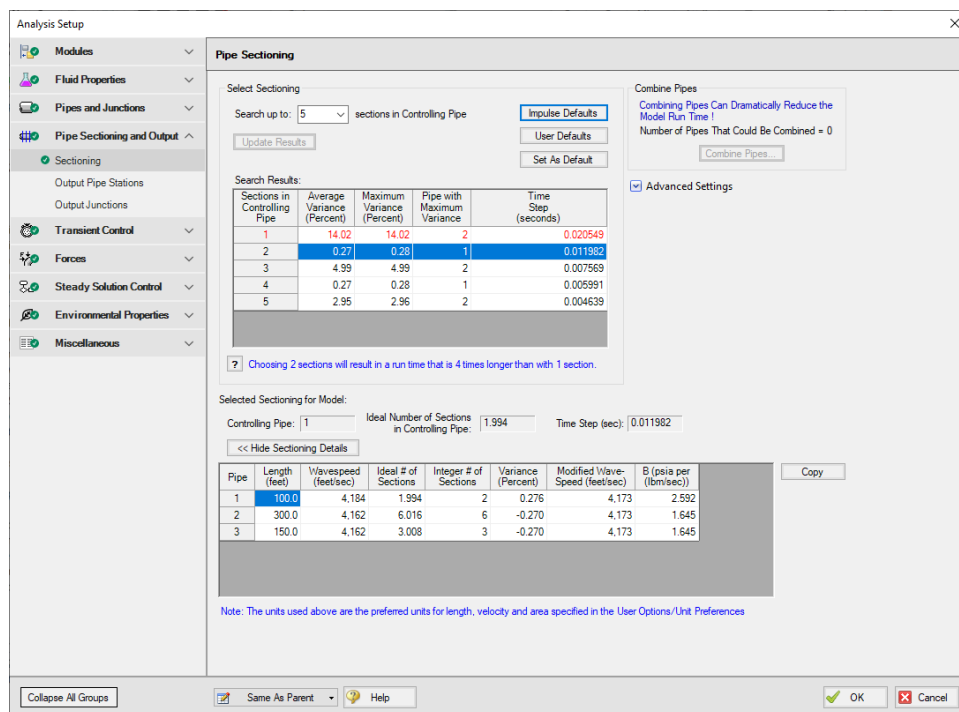 Analysis Setup
Modules
Fluid Properties
Pipes and Junctions
Pipe Sectioning and Output
Sectioning
Output Pipe Stations
Output Junctions
Transient Control
Forces
Steady Solution Control
Environmental Properties
Miscellaneous
Collapse All Groups
Pipe Sectioning
Select Sectioning
Search up to: 5 sections in Controlling Pipe
Update Results
Impulse Defaults
User Defaults
Set As Default
Search Results:
Sections in Controlling Pipe Average Variance (Percent) Maximum Variance (Percent) Pipe with Maximum Variance Time Step (seconds)
1 14.02 14.02 2 0.020549
2 0.27 0.28 1 0.011982
3 4.99 4.99 2 0.007569
4 0.27 0.28 1 0.005991
5 2.95 2.96 2 0.004639
? Choosing 2 sections will result in a run time that is 4 times longer than with 1 section.
Combine Pipes
Combining Pipes Can Dramatically Reduce the
Model Run Time !
Number of Pipes That Could Be Combined = 0
Combine Pipes...
Advanced Settings
Selected Sectioning for Model:
Controlling Pipe: 1 Ideal Number of Sections in Controlling Pipe: 1.994 Time Step (sec): 0.011982
<< Hide Sectioning Details
Pipe Length (feet) Wavespeed (feet/sec) Ideal # of Sections Integer # of Sections Variance (Percent) Modified Wave-Speed (feet/sec) B (psia per (lbm/sec))
1 100.0 4,184 1.994 2 0.276 4,173 2.592
2 300.0 4,162 6.016 6 -0.270 4,173 1.645
3 150.0 4,162 3.008 3 -0.270 4,173 1.645
Copy
Note: The units used above are the preferred units for length, velocity and area specified in the User Options/Unit Preferences
Same As Parent
Help
OK
Cancel